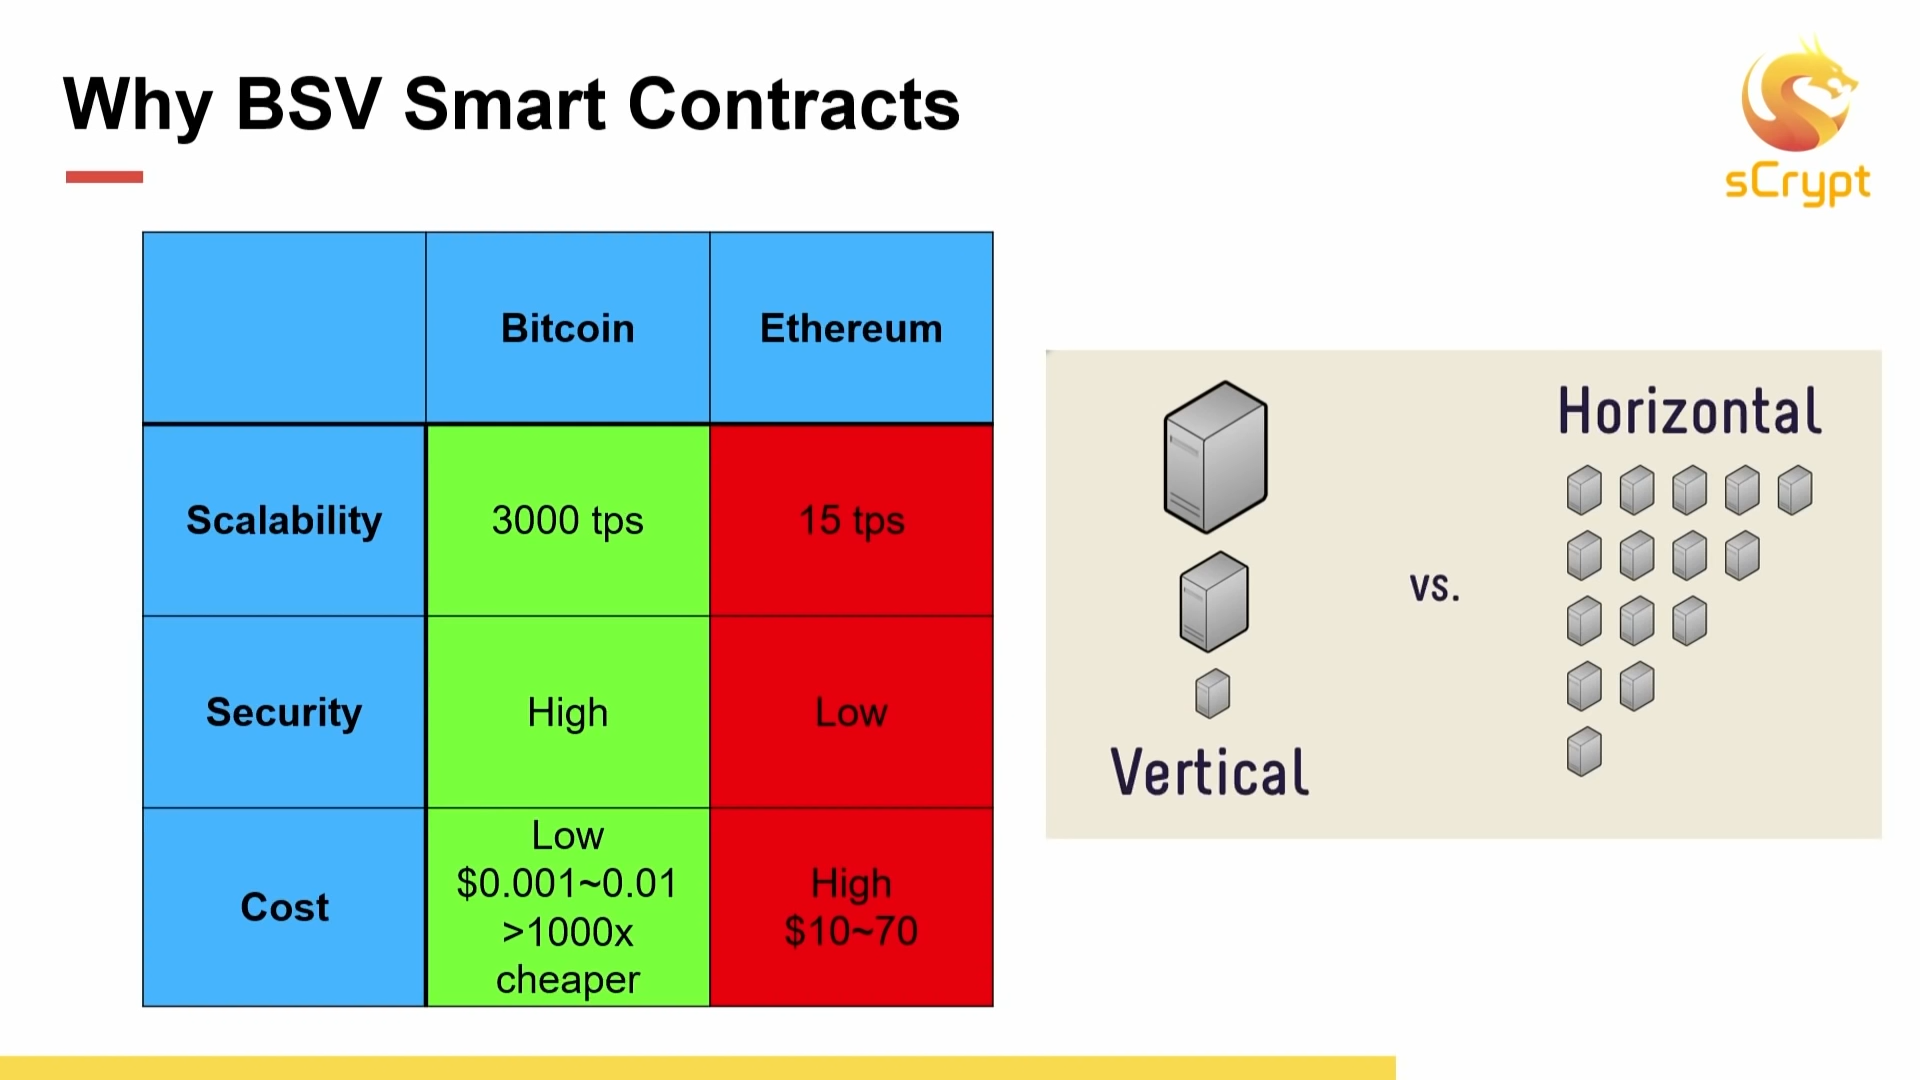 Why BSV Smart Contracts
sCrypt
Bitcoin
Ethereum
Scalability
3000 tps
15 tps
Security
High
Low
Cost
Low
$0.001~0.01
>1000x
cheaper
High
$10~70
Vertical
vs.
Horizontal